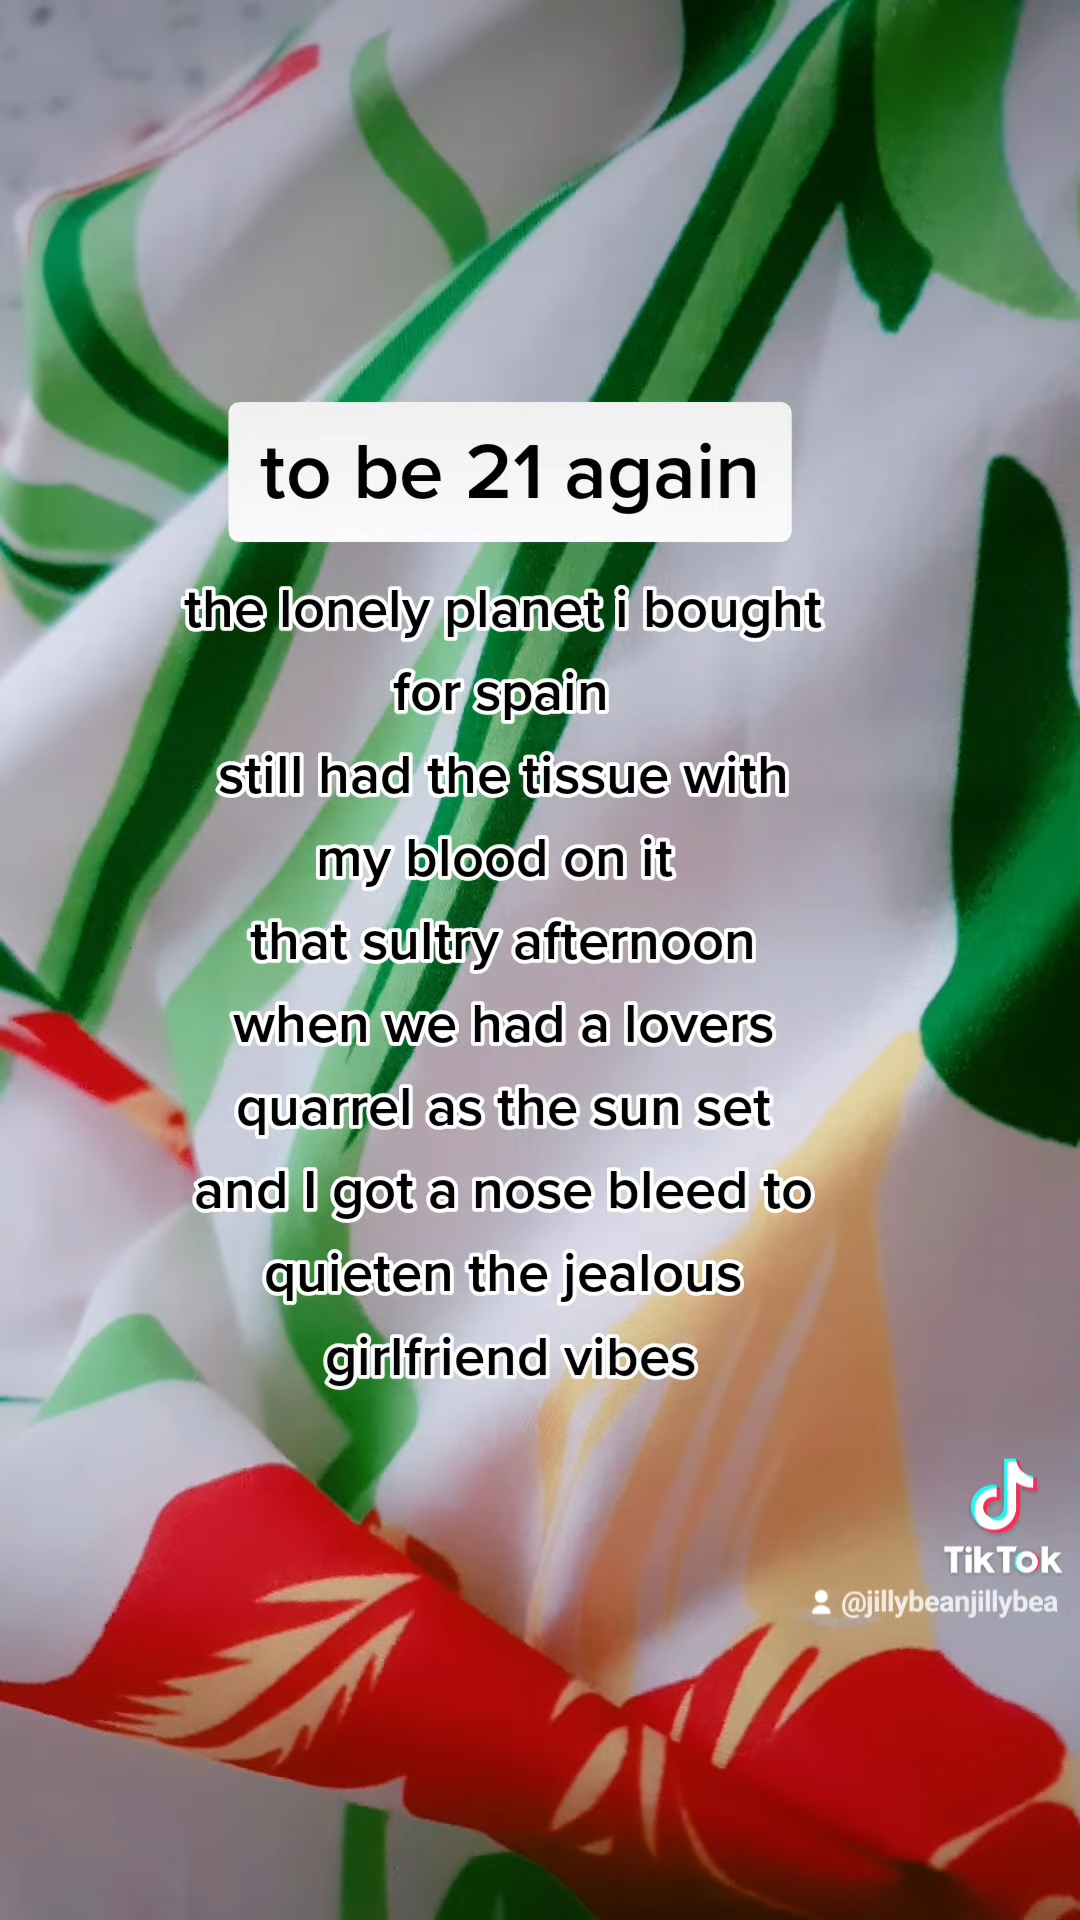 to be 21 again
the lonely planet i bought
for spain
still had the tissue with
my blood on it
that sultry afternoon
when we had a lovers
quarrel as the sun set
and I got a nose bleed to
quieten the jealous
girlfriend vibes
TikTok
@jillybeanjillybea